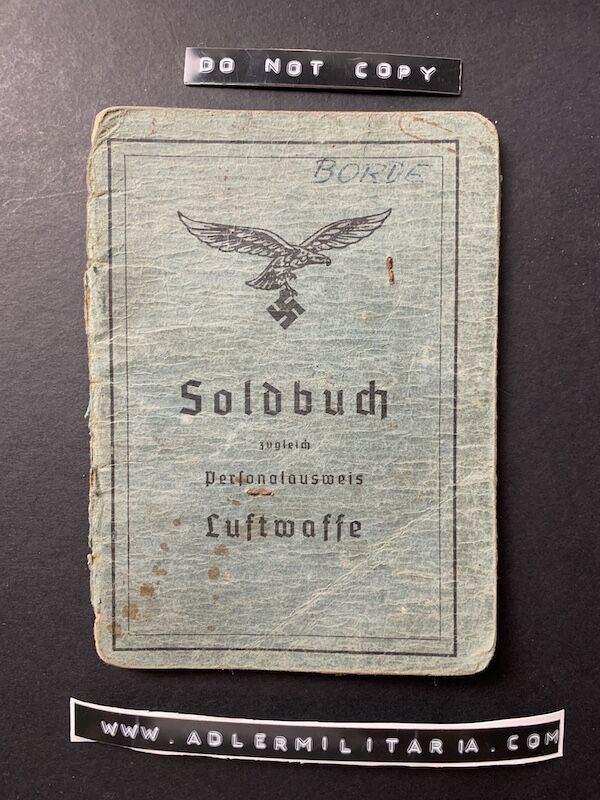 DO NOT COPY
BORDE
Soldbuch
zugleich
Personalausweis
Luftwaffe
WWW.ADLERMILITARIA.COM